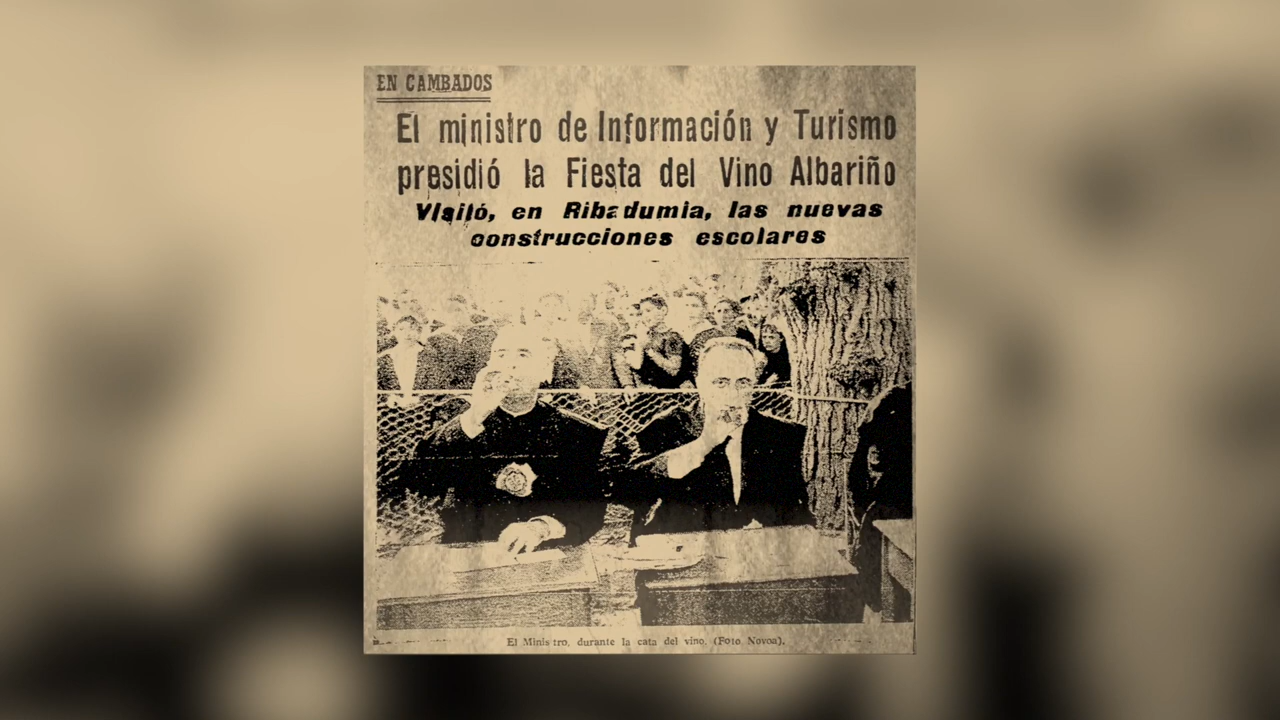 EN CAMBADOS
El ministro de Información y Turismo
presidió la Fiesta del Vino Albariño
Visitó, en Ribadumia, las nuevas
construcciones escolares
El Ministro, durante la cata del vino. (Foto Novoa).